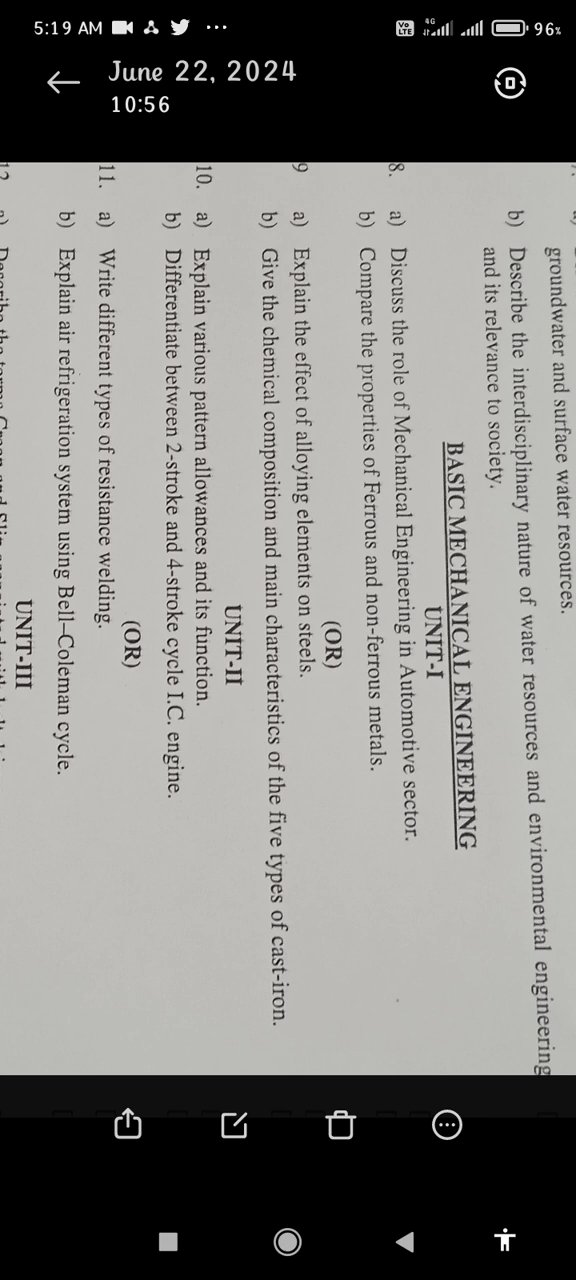 5:19 AM
96%
June 22, 2024
10:56
groundwater and surface water resources.
b) Describe the interdisciplinary nature of water resources and environmental engineering
and its relevance to society.
BASIC MECHANICAL ENGINEERING
UNIT-I
8. a) Discuss the role of Mechanical Engineering in Automotive sector.
b) Compare the properties of Ferrous and non-ferrous metals.
(OR)
9 a) Explain the effect of alloying elements on steels.
b) Give the chemical composition and main characteristics of the five types of cast-iron.
UNIT-II
10. a) Explain various pattern allowances and its function.
b) Differentiate between 2-stroke and 4-stroke cycle I.C. engine.
(OR)
11. a) Write different types of resistance welding.
b) Explain air refrigeration system using Bell–Coleman cycle.
UNIT-III